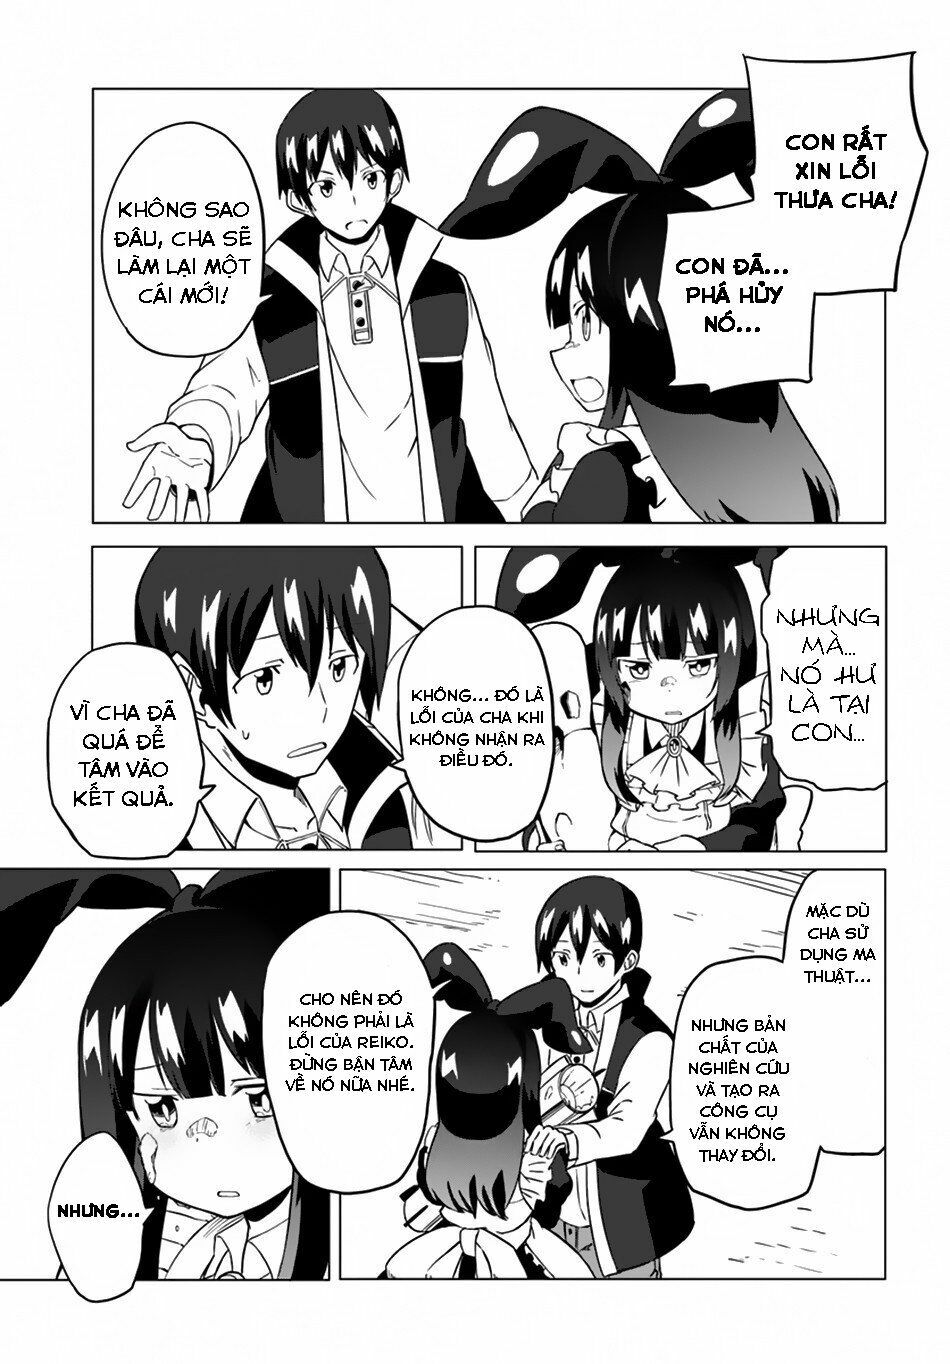 CON RẤT
XIN LỖI
THƯA CHA!
CON ĐÃ...
PHÁ HỦY
NÓ...
KHÔNG SAO
ĐÂU, CHA SẼ
LÀM LẠI MỘT
CÁI MỚI!
NHƯNG
MÀ...
NÓ HƯ
LÀ TẠI
CON...
KHÔNG... ĐÓ LÀ
LỖI CỦA CHA KHI
KHÔNG NHẬN RA
ĐIỀU ĐÓ.
VÌ CHA ĐÃ
QUÁ ĐỂ
TÂM VÀO
KẾT QUẢ.
MẶC DÙ
CHA SỬ
DỤNG MA
THUẬT...
NHƯNG BẢN
CHẤT CỦA
NGHIÊN CỨU
VÀ TẠO RA
CÔNG CỤ
VẪN KHÔNG
THAY ĐỔI.
CHO NÊN ĐÓ
KHÔNG PHẢI LÀ
LỖI CỦA REIKO.
ĐỪNG BẬN TÂM
VỀ NÓ NỮA NHÉ.
NHƯNG...